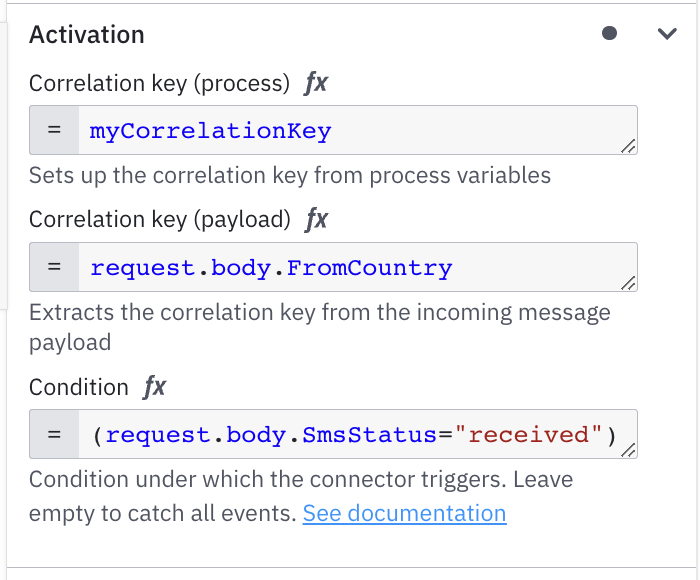 Activation
Correlation key (process) fx
= myCorrelationKey
Sets up the correlation key from process variables
Correlation key (payload) fx
= request.body.FromCountry
Extracts the correlation key from the incoming message
payload
Condition fx
= (request.body.SmsStatus="received")
Condition under which the connector triggers. Leave
empty to catch all events. See documentation